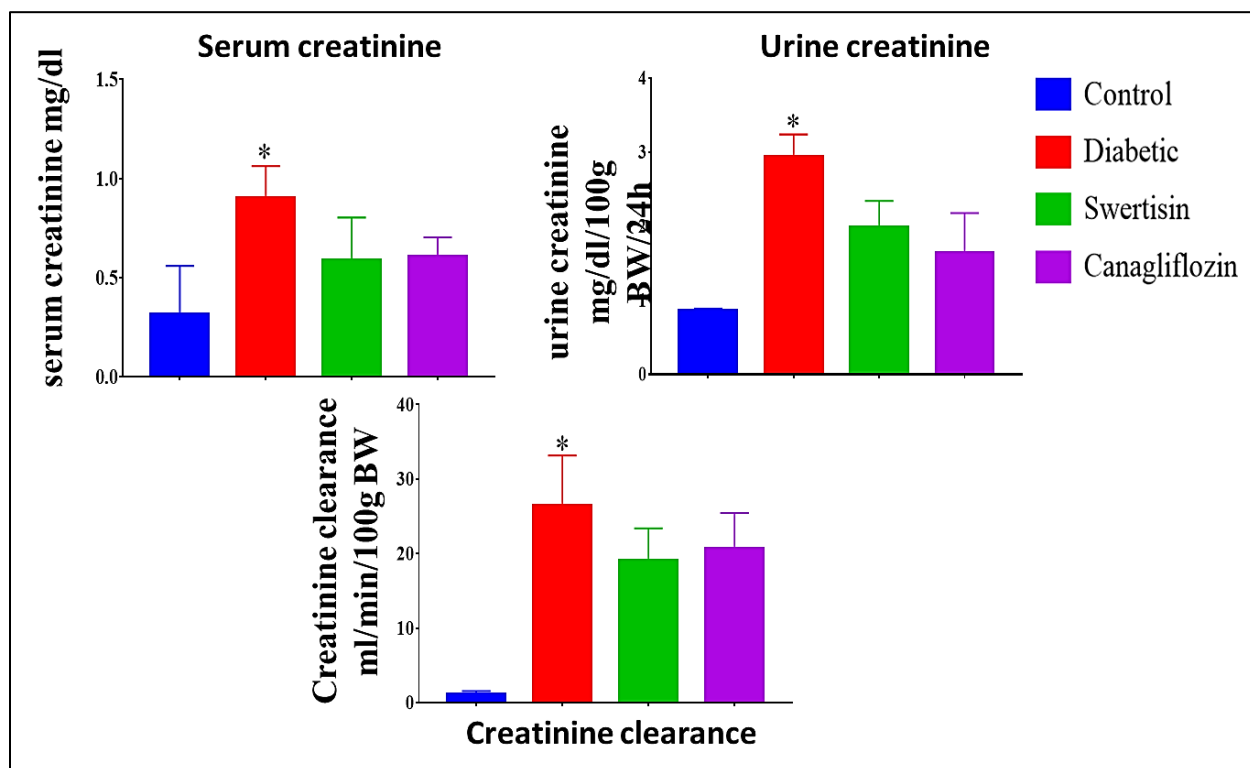 Serum creatinine
serum creatinine mg/dl
1.5
1.0
0.5
0.0
*
Urine creatinine
urine creatinine
mg/dl/100g
BW/24h
4
3
1
0
*
Control
Diabetic
Swertisin
Canagliflozin
Creatinine clearance
ml/min/100g BW
40
30
20
10
0
*
Creatinine clearance